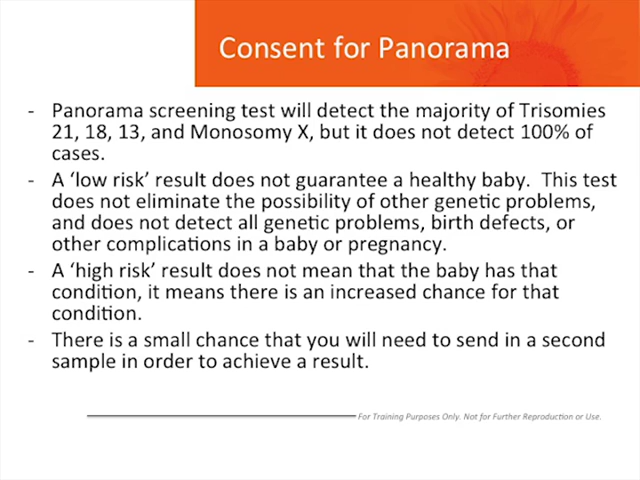 Consent for Panorama
- Panorama screening test will detect the majority of Trisomies
21, 18, 13, and Monosomy X, but it does not detect 100% of
cases.
- A ‘low risk’ result does not guarantee a healthy baby.  This test
does not eliminate the possibility of other genetic problems,
and does not detect all genetic problems, birth defects, or
other complications in a baby or pregnancy.
- A ‘high risk’ result does not mean that the baby has that
condition, it means there is an increased chance for that
condition.
- There is a small chance that you will need to send in a second
sample in order to achieve a result.
For Training Purposes Only. Not for Further Reproduction or Use.